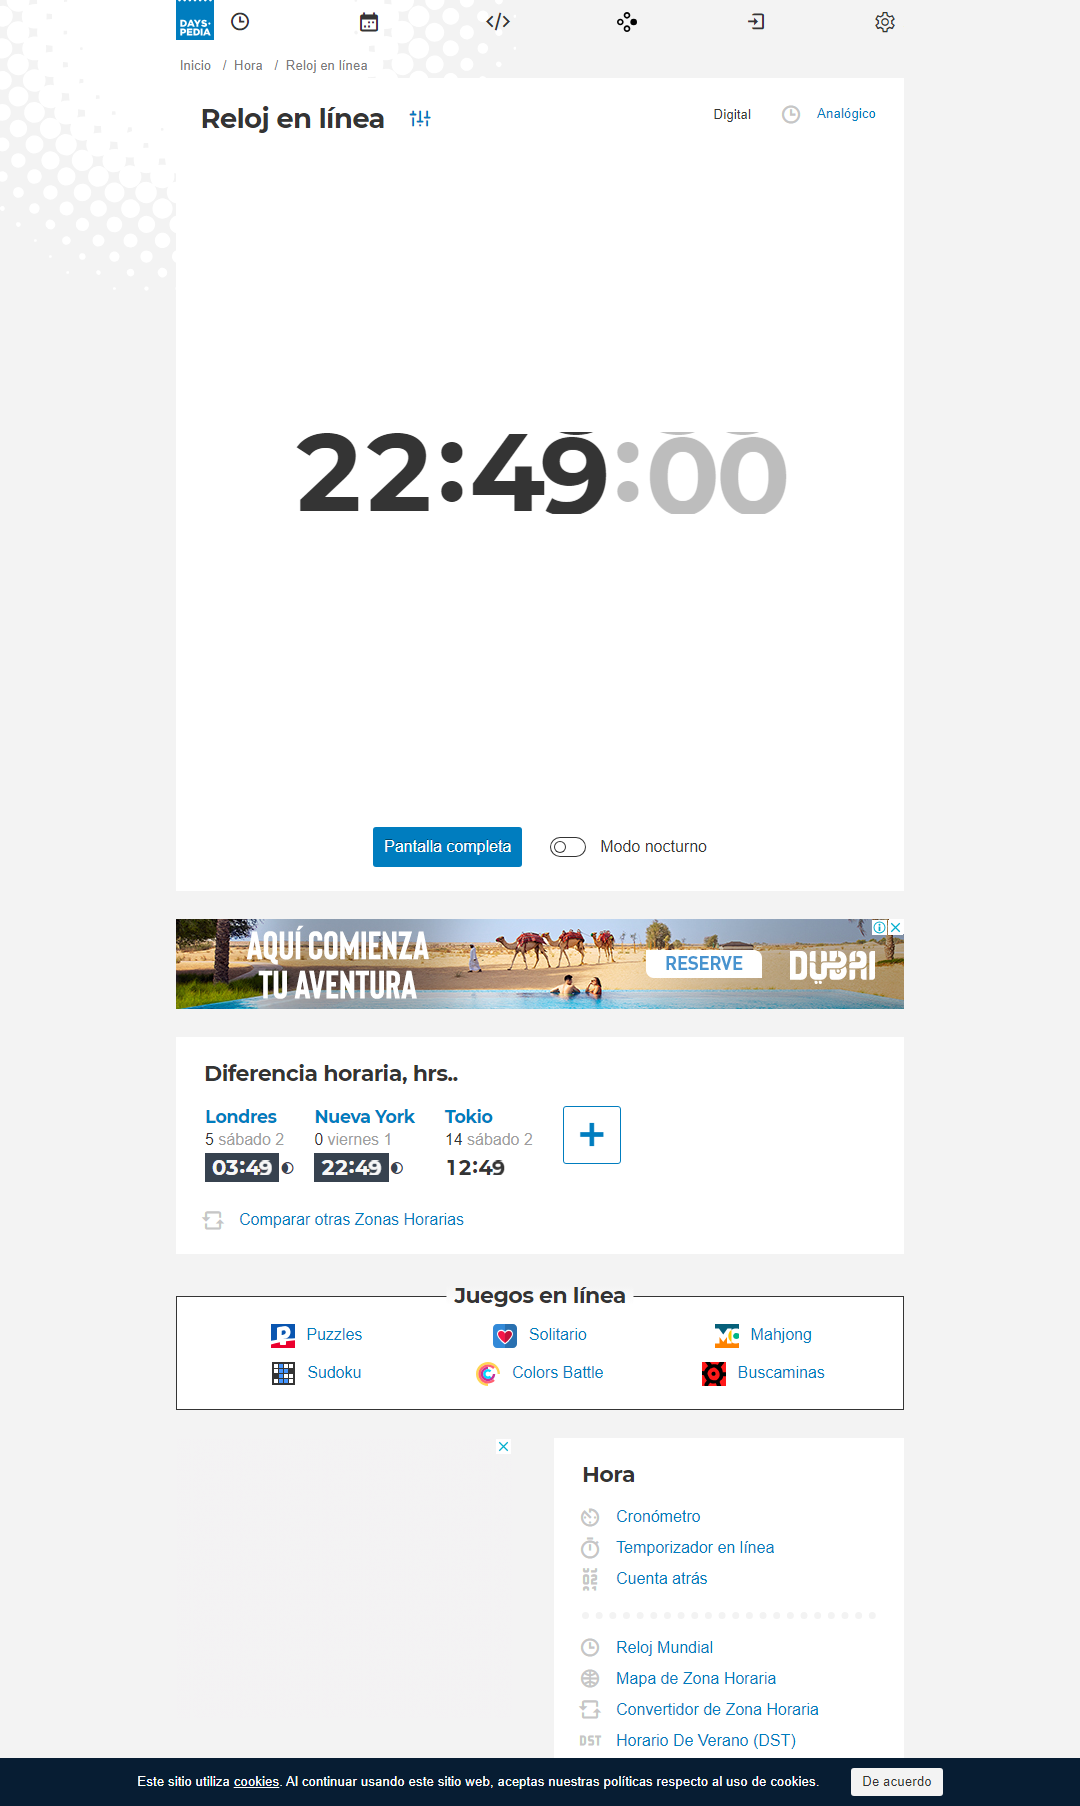 DAYS·
PEDIA
Inicio / Hora / Reloj en línea
Reloj en línea
Digital
Analógico
22:49:00
Pantalla completa
Modo nocturno
AQUÍ COMIENZA
TU AVENTURA
RESERVE
DUBAI
Diferencia horaria, hrs..
Londres
5 sábado 2
03:49
Nueva York
0 viernes 1
22:49
Tokio
14 sábado 2
12:49
Comparar otras Zonas Horarias
Juegos en línea
Puzzles
Solitario
Mahjong
Sudoku
Colors Battle
Buscaminas
Hora
Cronómetro
Temporizador en línea
Cuenta atrás
Reloj Mundial
Mapa de Zona Horaria
Convertidor de Zona Horaria
DST Horario De Verano (DST)
Este sitio utiliza cookies. Al continuar usando este sitio web, aceptas nuestras políticas respecto al uso de cookies.
De acuerdo